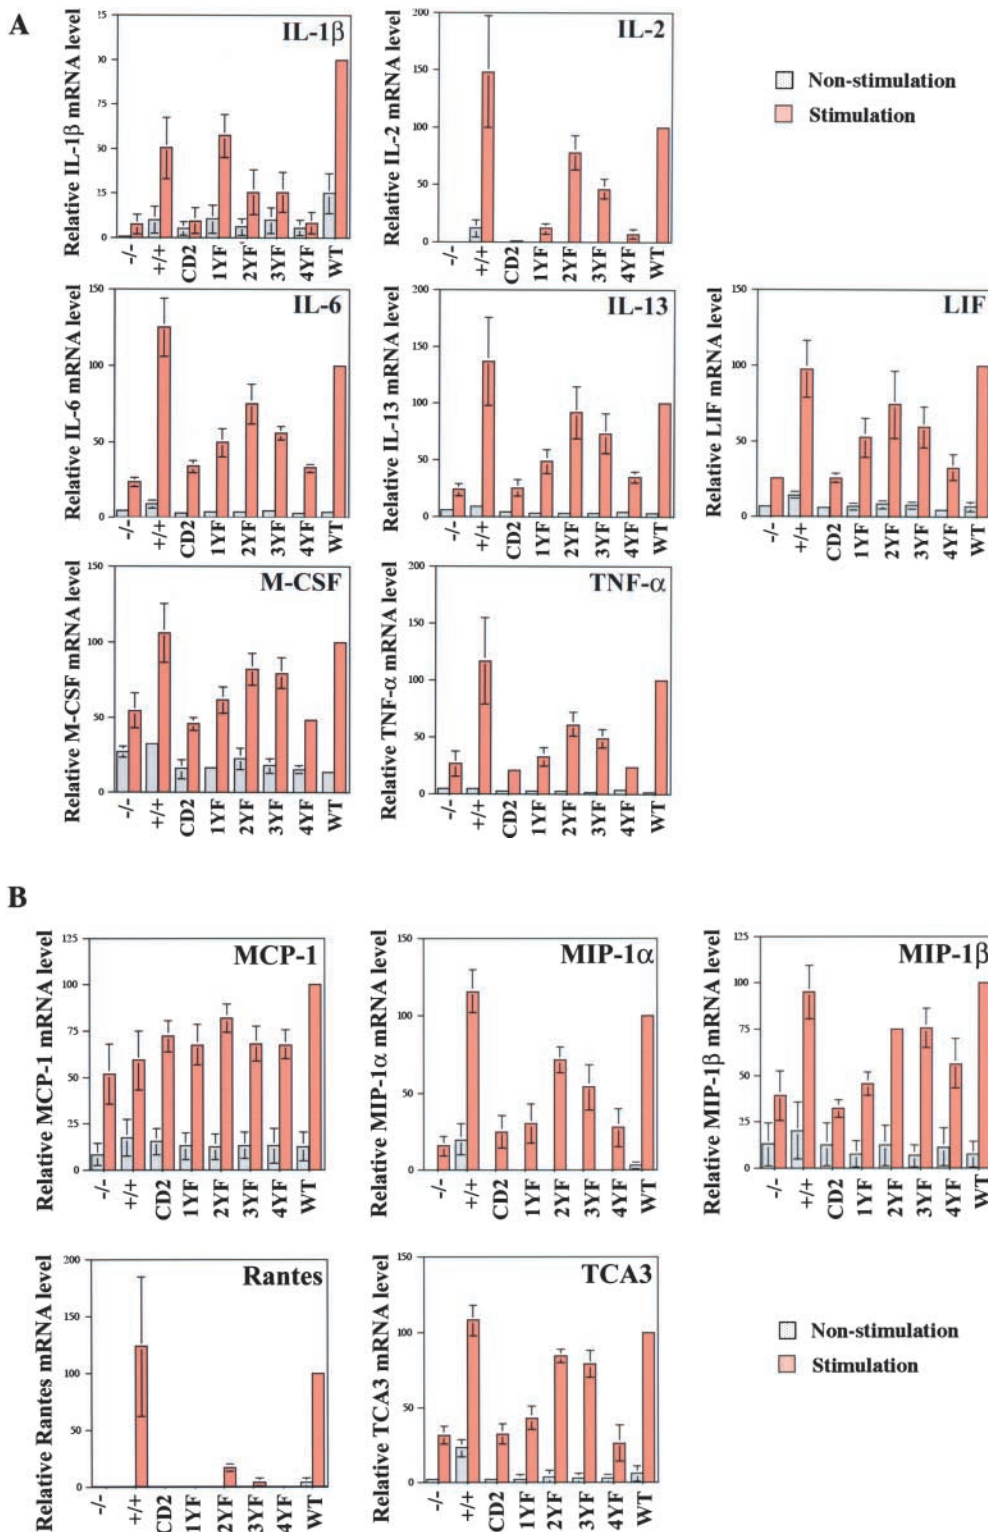 A
IL-1β
Relative IL-1β mRNA level
25
00
75
50
25
0
-/-
+/+
CD2
1YF
2YF
3YF
4YF
WT
IL-2
Relative IL-2 mRNA level
200
150
100
50
0
-/-
+/+
CD2
1YF
2YF
3YF
4YF
WT
Non-stimulation
Stimulation
IL-6
Relative IL-6 mRNA level
150
100
50
0
-/-
+/+
CD2
1YF
2YF
3YF
4YF
WT
IL-13
Relative IL-13 mRNA level
200
150
100
50
0
-/-
+/+
CD2
1YF
2YF
3YF
4YF
WT
LIF
Relative LIF mRNA level
150
100
50
0
-/-
+/+
CD2
1YF
2YF
3YF
4YF
WT
M-CSF
Relative M-CSF mRNA level
150
100
50
0
-/-
+/+
CD2
1YF
2YF
3YF
4YF
WT
TNF-α
Relative TNF-α mRNA level
200
150
100
50
0
-/-
+/+
CD2
1YF
2YF
3YF
4YF
WT
B
MCP-1
Relative MCP-1 mRNA level
125
100
75
50
25
0
-/-
+/+
CD2
1YF
2YF
3YF
4YF
WT
MIP-1α
Relative MIP-1α mRNA level
150
100
50
0
-/-
+/+
CD2
1YF
2YF
3YF
4YF
WT
MIP-1β
Relative MIP-1β mRNA level
125
100
75
50
25
0
-/-
+/+
CD2
1YF
2YF
3YF
4YF
WT
Rantes
Relative Rantes mRNA level
200
150
100
50
0
-/-
+/+
CD2
1YF
2YF
3YF
4YF
WT
TCA3
Relative TCA3 mRNA level
150
100
50
0
-/-
+/+
CD2
1YF
2YF
3YF
4YF
WT
Non-stimulation
Stimulation